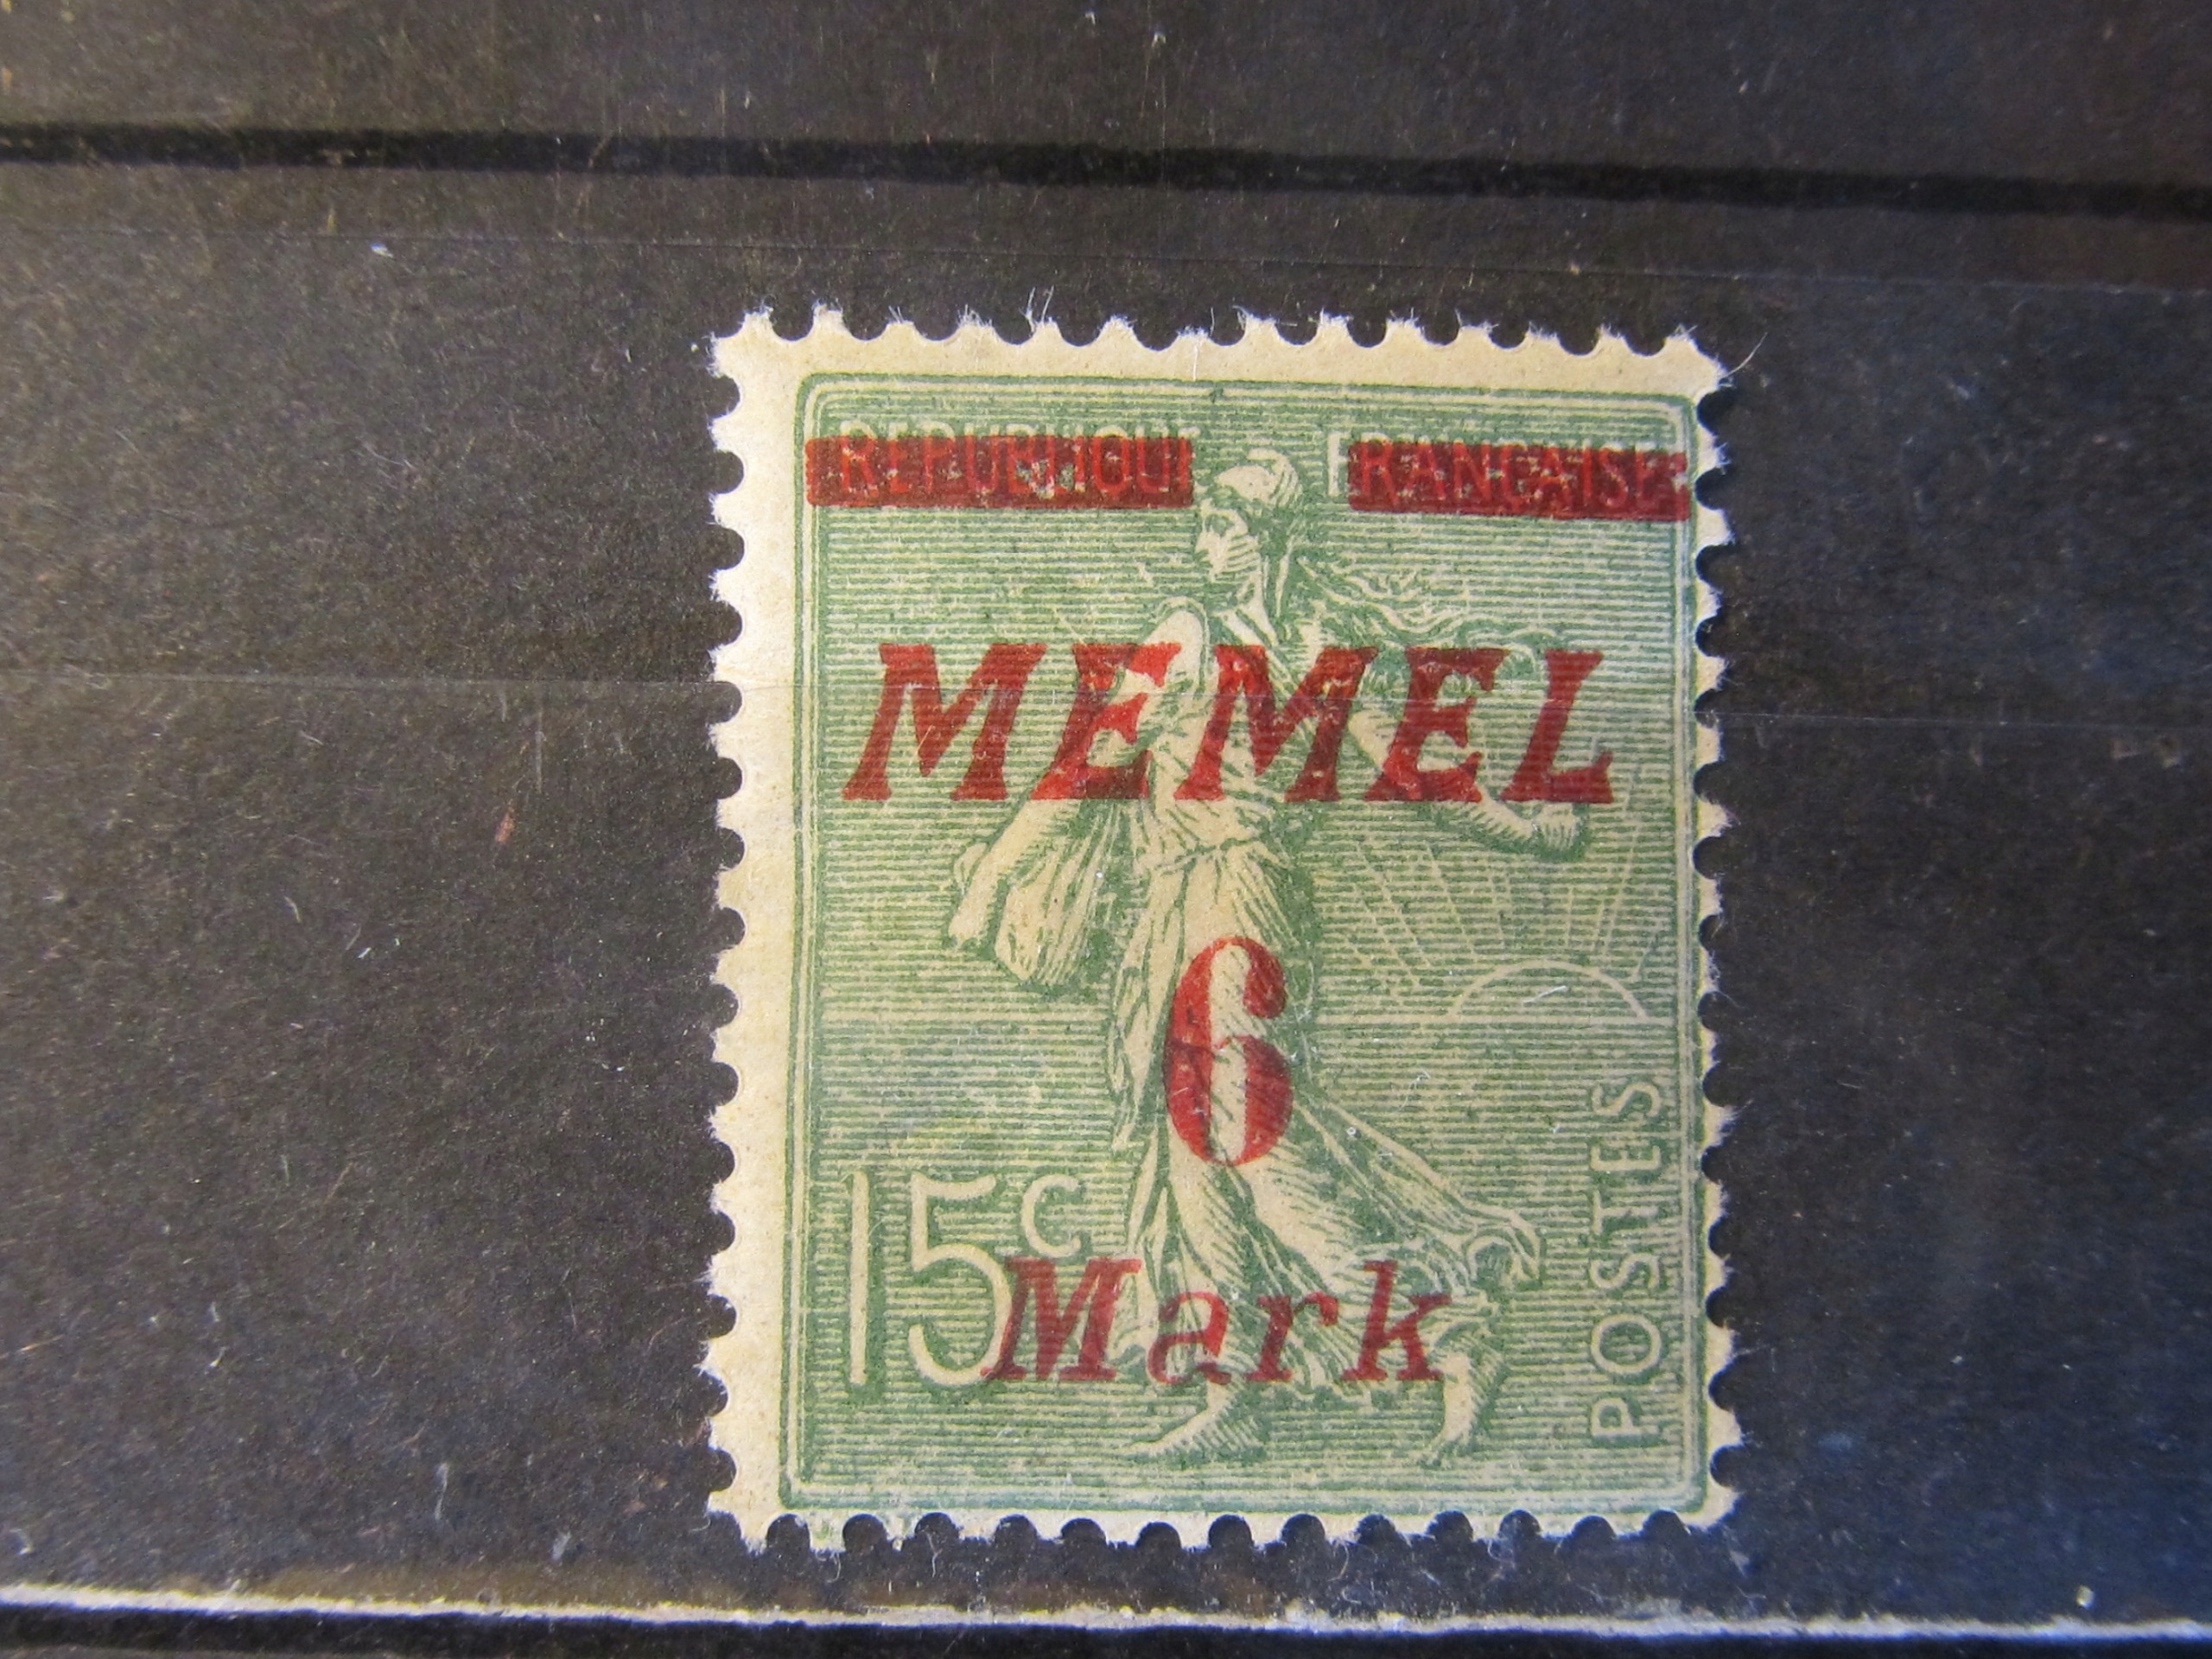 REPUBLIQUE FRANCAISE
MEMEL
6
15c
Mark
POSTES